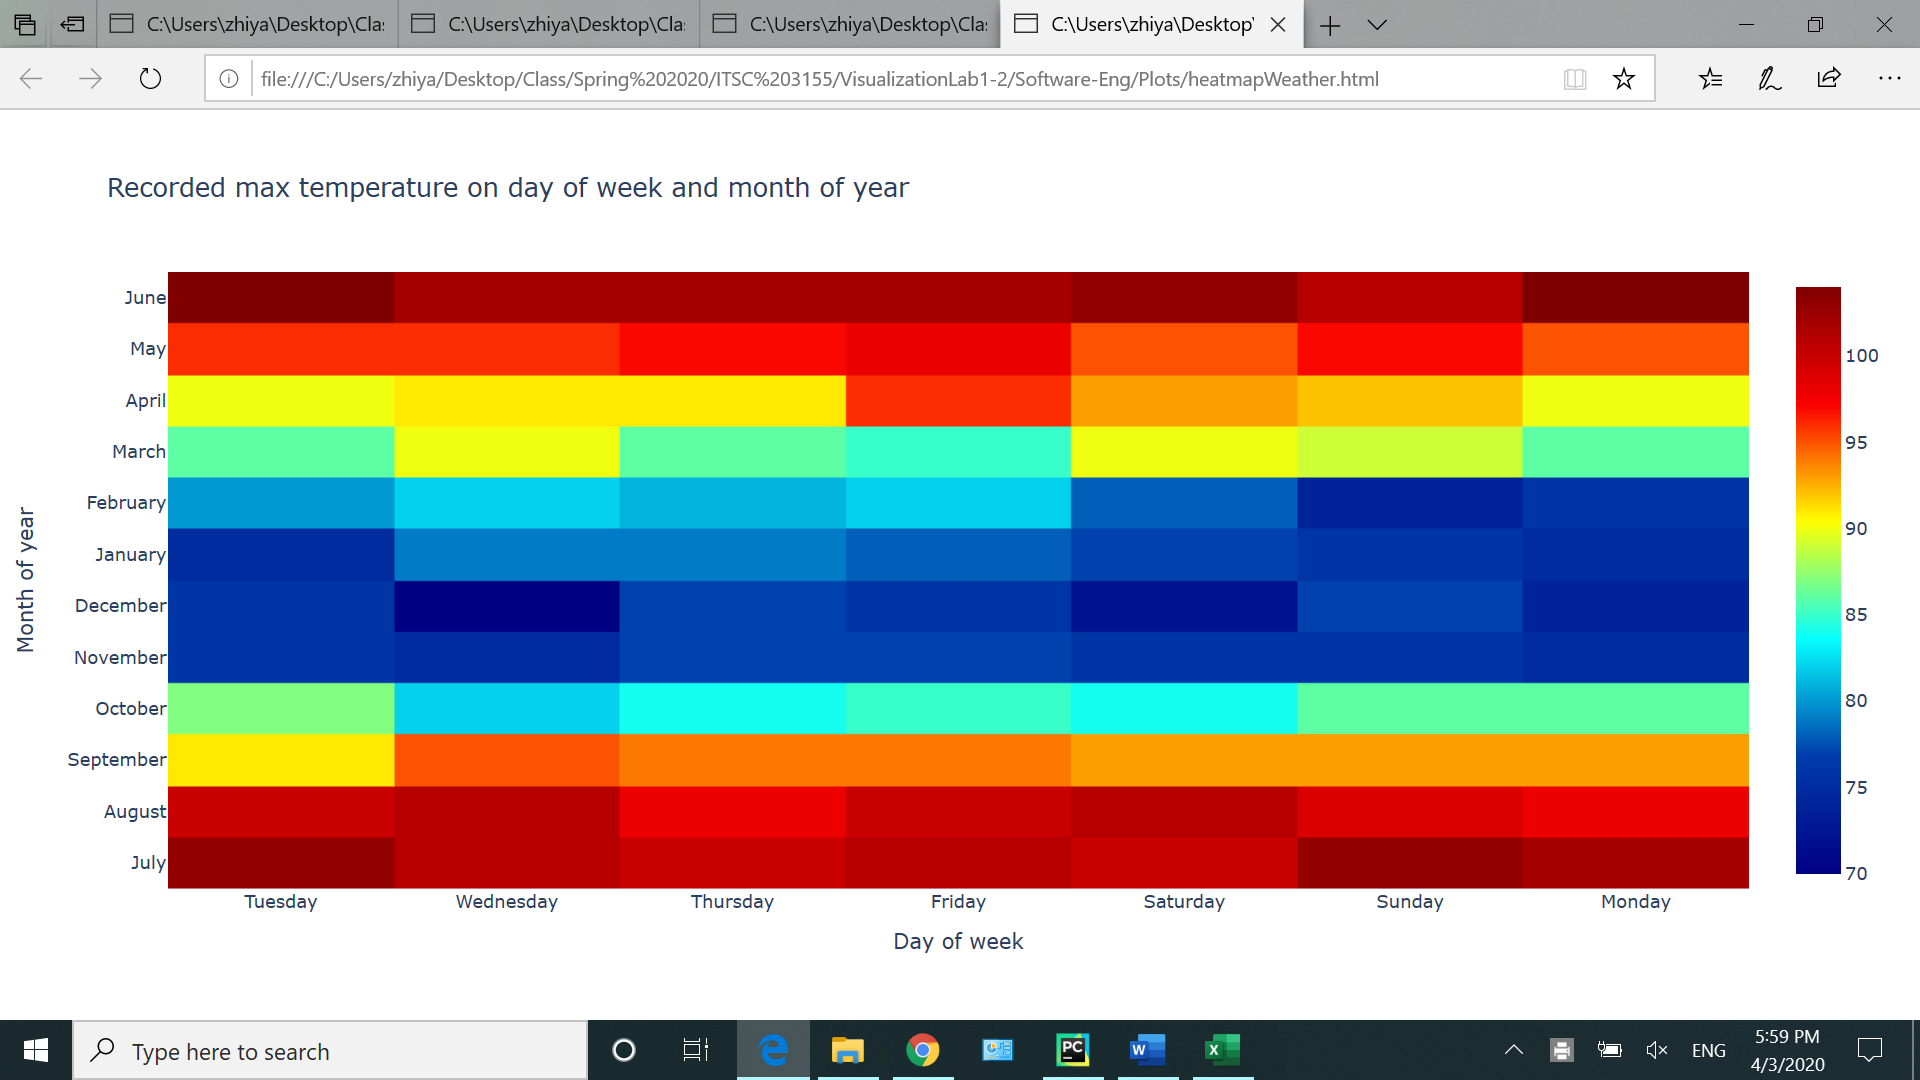 C:\Users\zhiya\Desktop\Clas
C:\Users\zhiya\Desktop\Clas
C:\Users\zhiya\Desktop\Clas
C:\Users\zhiya\Desktop\
file:///C:/Users/zhiya/Desktop/Class/Spring%202020/ITSC%203155/VisualizationLab1-2/Software-Eng/Plots/heatmapWeather.html
Recorded max temperature on day of week and month of year
Month of year
June
May
April
March
February
January
December
November
October
September
August
July
Tuesday Wednesday Thursday Friday Saturday Sunday Monday
Day of week
100
95
90
85
80
75
70
Type here to search
PC
W
X
ENG
5:59 PM
4/3/2020